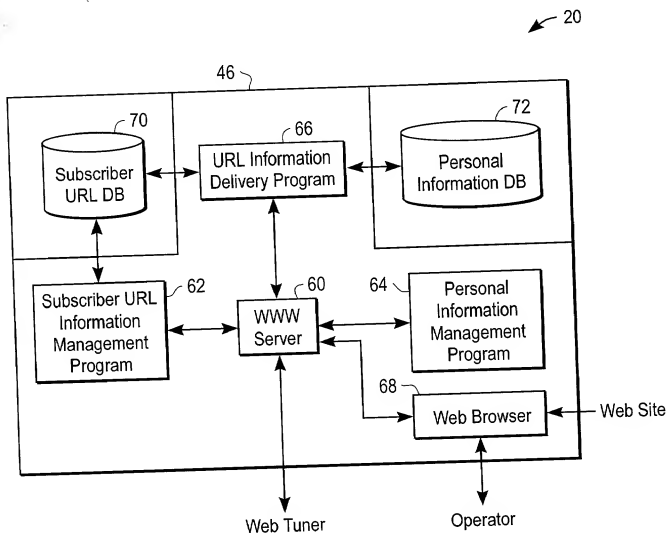 20
46
70
66
72
Subscriber
URL DB
URL Information
Delivery Program
Personal
Information DB
62
60
64
Subscriber URL
Information
Management
Program
WWW
Server
Personal
Information
Management
Program
68
Web Browser
Web Site
Web Tuner
Operator